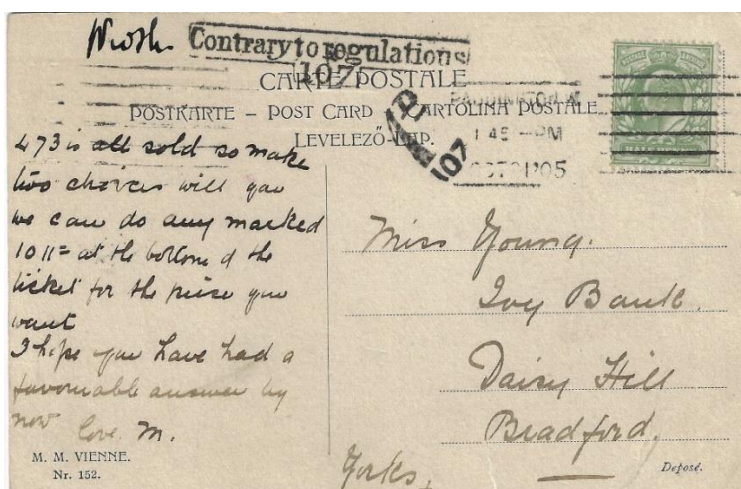 Contrary to regulations
107
CARTE POSTALE
POSTKARTE – POST CARD – CARTOLINA POSTALE
LEVELEZŐ-LAP.
PADDINGTON.W
1 45 PM
05
107
473 is all sold so make
two choices will you
we can do any marked
10 11= at the bottom of the
ticket for the price you
want
I hope you have had a
favourable answer by
now love M.
Miss Young.
Ivy Bank.
Daisy Hill
Bradford.
Yorks,
M. M. VIENNE.
Nr. 152.
Déposé.